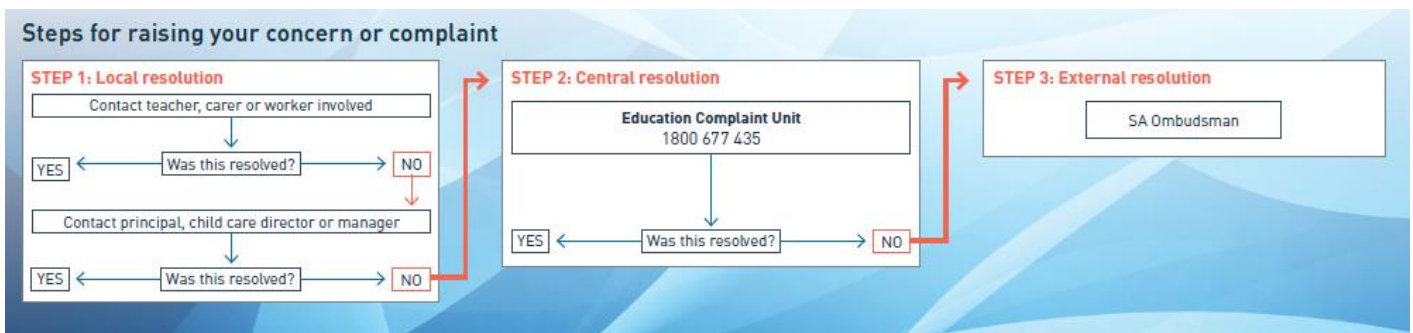 Steps for raising your concern or complaint
STEP 1: Local resolution
Contact teacher, carer or worker involved
YES
Was this resolved?
NO
Contact principal, child care director or manager
YES
Was this resolved?
NO
STEP 2: Central resolution
Education Complaint Unit
1800 677 435
YES
Was this resolved?
NO
STEP 3: External resolution
SA Ombudsman